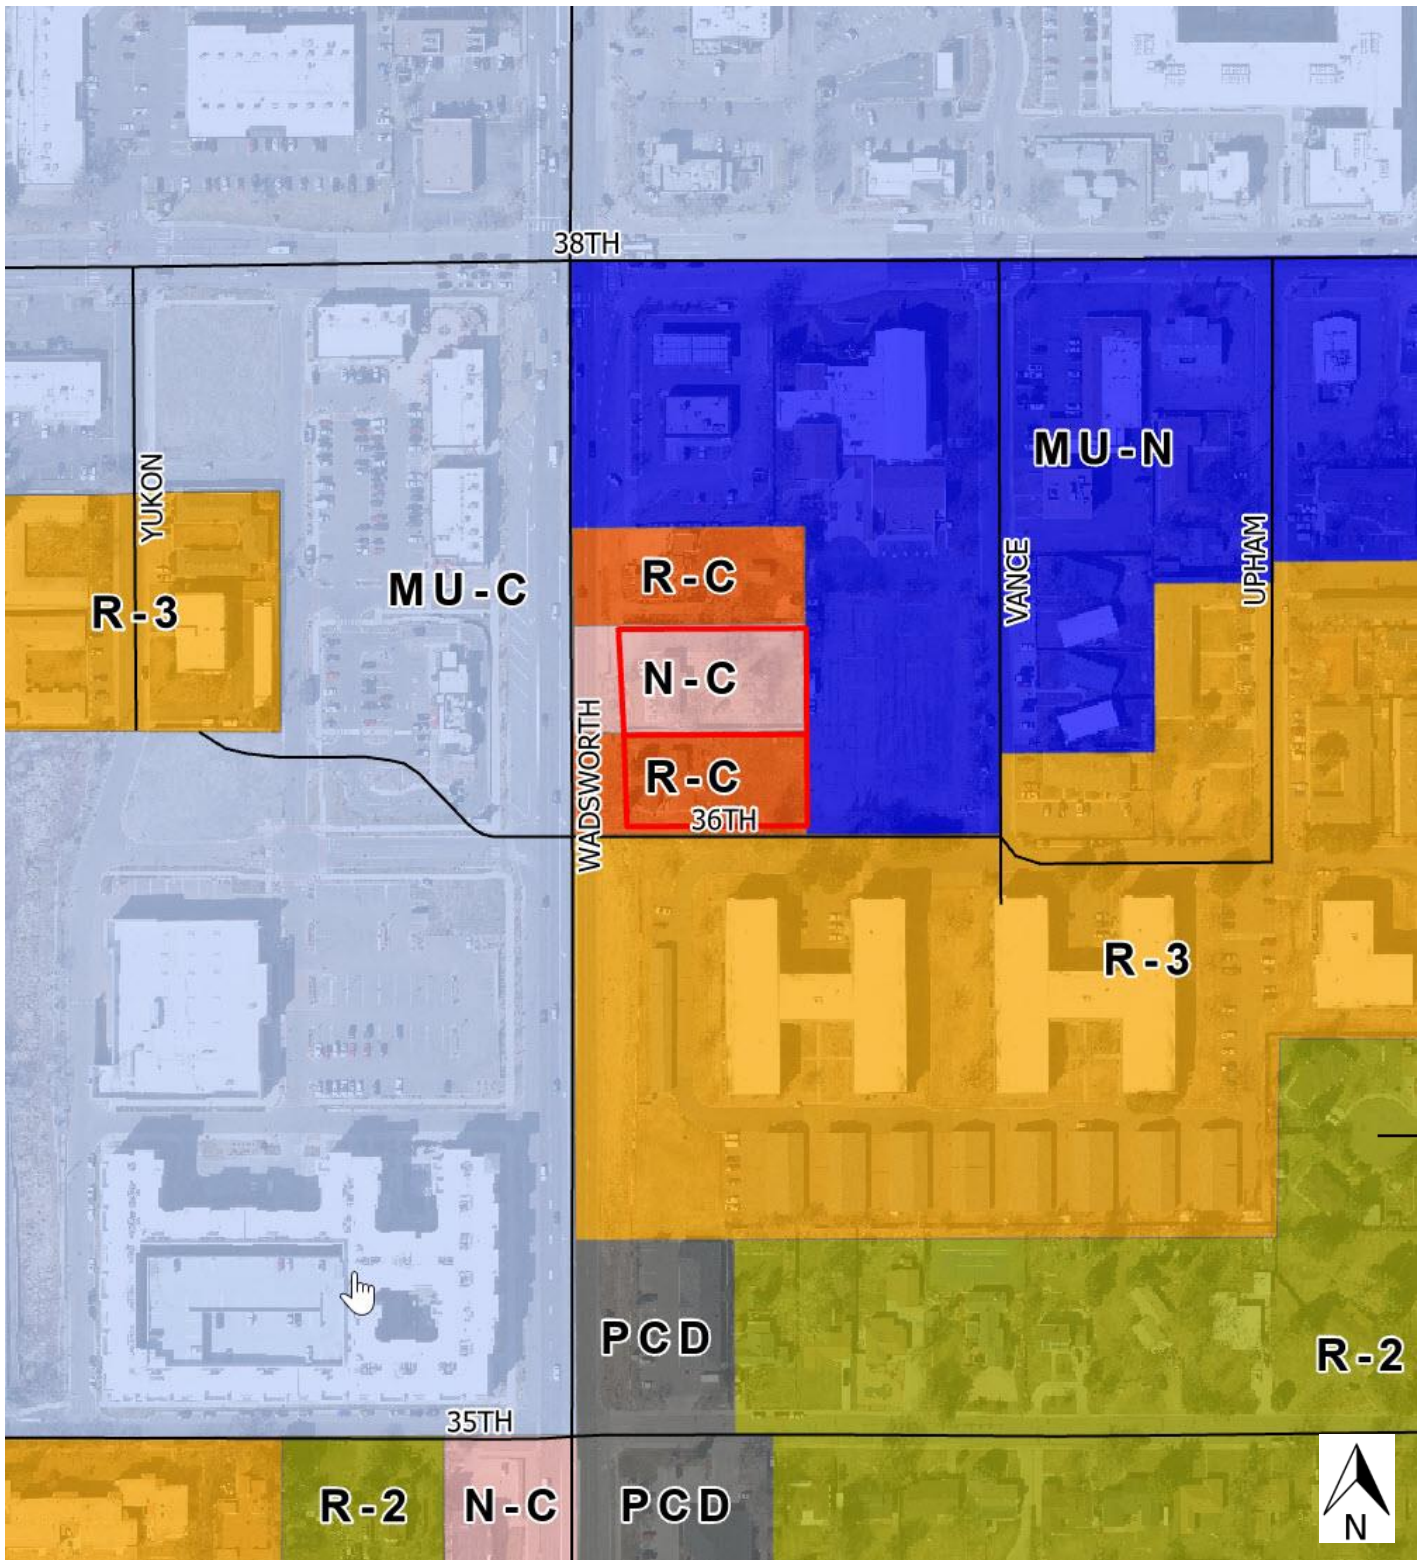 38TH
YUKON
MU-N
UPHAM
VANCE
R-C
MU-C
R-3
N-C
WADSWORTH
R-C
36TH
R-3
PCD
R-2
35TH
R-2
N-C
PCD
N